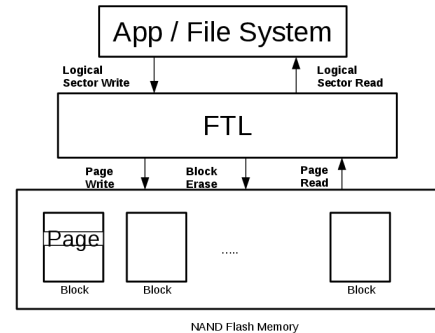 App / File System
Logical
Sector Write
Logical
Sector Read
FTL
Page
Write
Block
Erase
Page
Read
Page
.....
Block
Block
Block
NAND Flash Memory